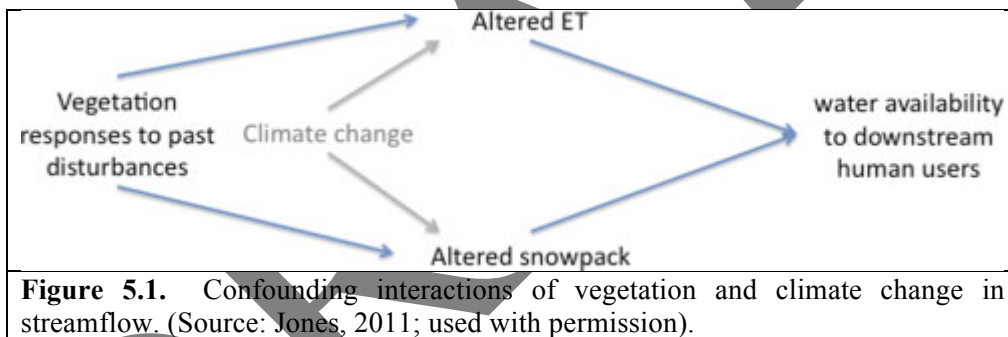 Altered ET
Vegetation
responses to past
disturbances
Climate change
water availability
to downstream
human users
Altered snowpack
Figure 5.1. Confounding interactions of vegetation and climate change in
streamflow. (Source: Jones, 2011; used with permission).